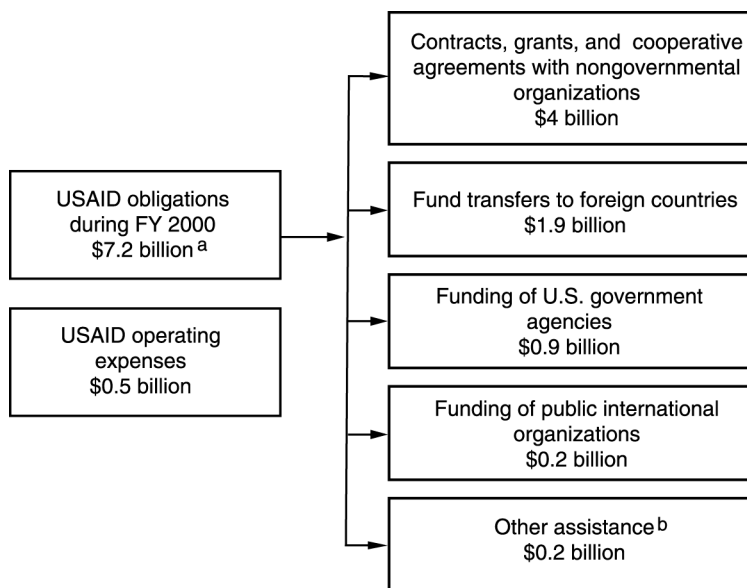 Contracts, grants, and cooperative
agreements with nongovernmental
organizations
$4 billion
USAID obligations
during FY 2000
$7.2 billion a
Fund transfers to foreign countries
$1.9 billion
USAID operating
expenses
$0.5 billion
Funding of U.S. government
agencies
$0.9 billion
Funding of public international
organizations
$0.2 billion
Other assistance b
$0.2 billion